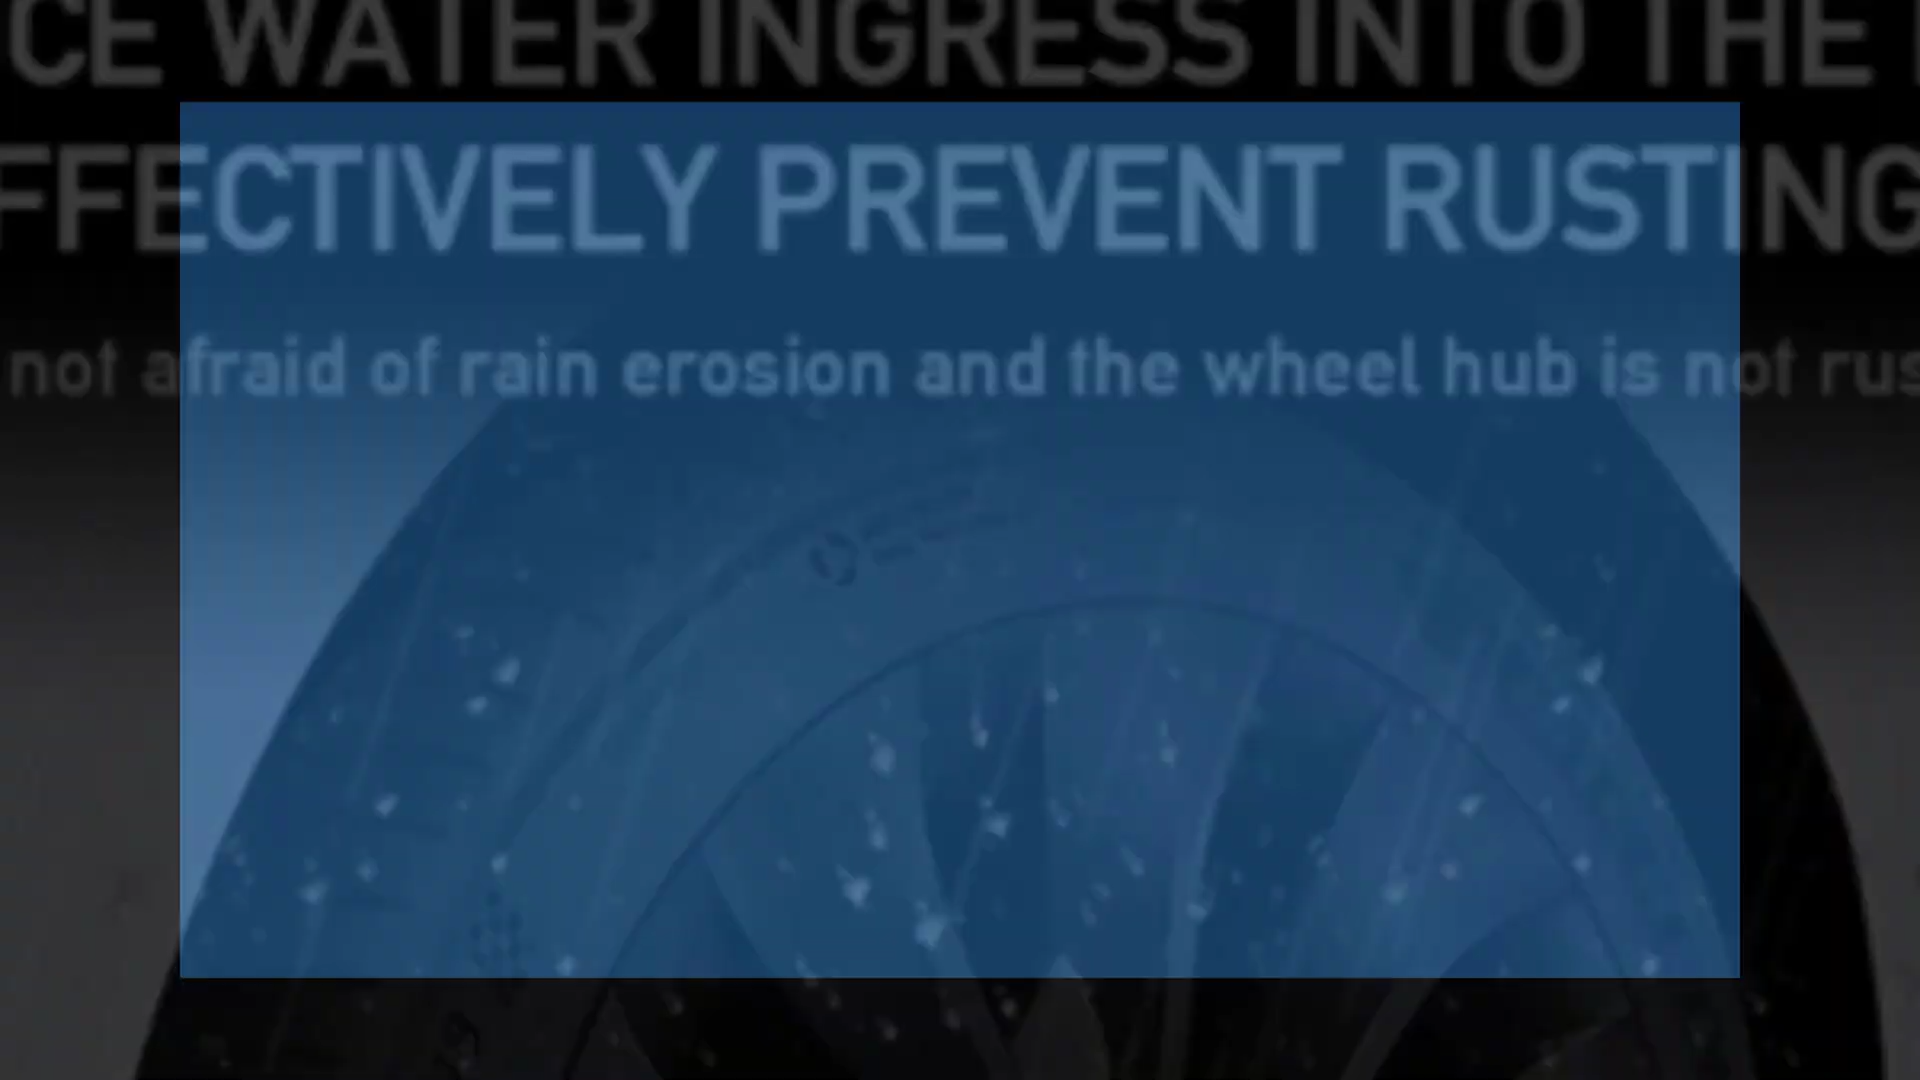 CE WATER INGRESS INTO THE
FFECTIVELY PREVENT RUSTING
not afraid of rain erosion and the wheel hub is not rus